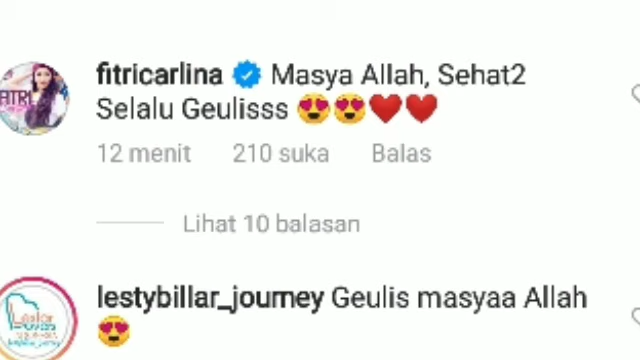 fitricarlina Masya Allah, Sehat2
Selalu Geulisss 😍😍❤️❤️
12 menit 210 suka Balas
Lihat 10 balasan
lestybillar_journey Geulis masyaa Allah
😍